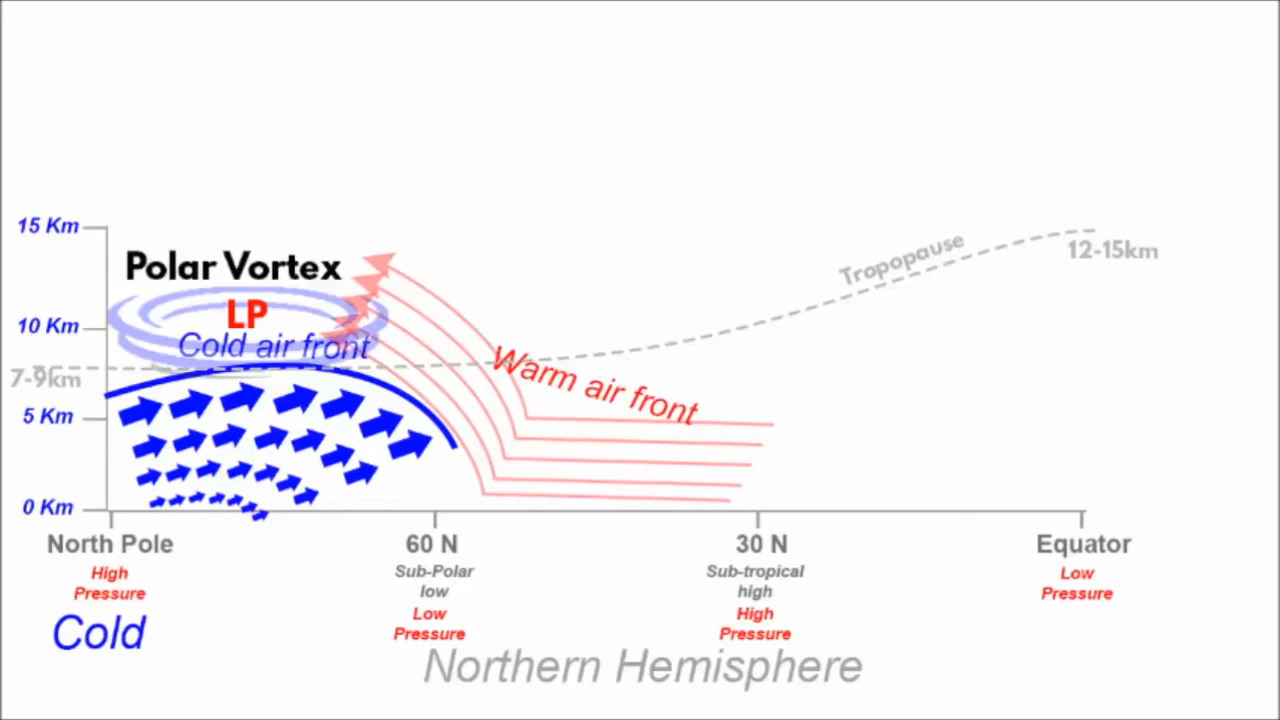 15 Km
Polar Vortex
LP
Cold air front
10 Km
7-9km
5 Km
0 Km
Warm air front
Tropopause
12-15km
North Pole
High
Pressure
Cold
60 N
Sub-Polar
low
Low
Pressure
30 N
Sub-tropical
high
High
Pressure
Equator
Low
Pressure
Northern Hemisphere